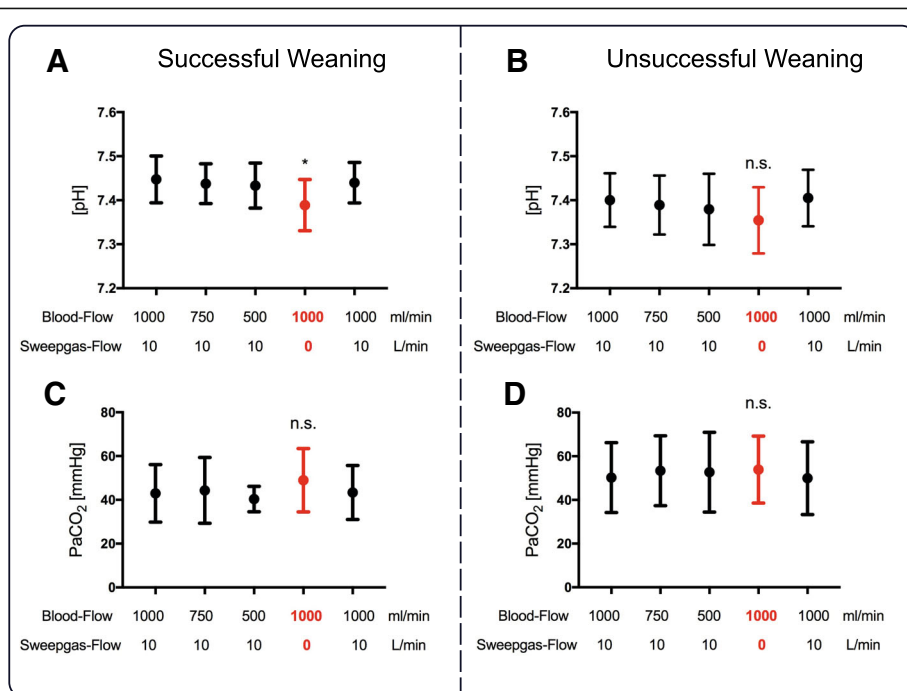 A Successful Weaning
7.6
7.5
7.4
7.3
7.2
[pH]
*
Blood-Flow 1000 750 500 1000 1000 ml/min
Sweepgas-Flow 10 10 10 0 10 L/min
B Unsuccessful Weaning
7.6
7.5
7.4
7.3
7.2
[pH]
n.s.
Blood-Flow 1000 750 500 1000 1000 ml/min
Sweepgas-Flow 10 10 10 0 10 L/min
C
80
60
40
20
0
PaCO2 [mmHg]
n.s.
Blood-Flow 1000 750 500 1000 1000 ml/min
Sweepgas-Flow 10 10 10 0 10 L/min
D
80
60
40
20
0
PaCO2 [mmHg]
n.s.
Blood-Flow 1000 750 500 1000 1000 ml/min
Sweepgas-Flow 10 10 10 0 10 L/min